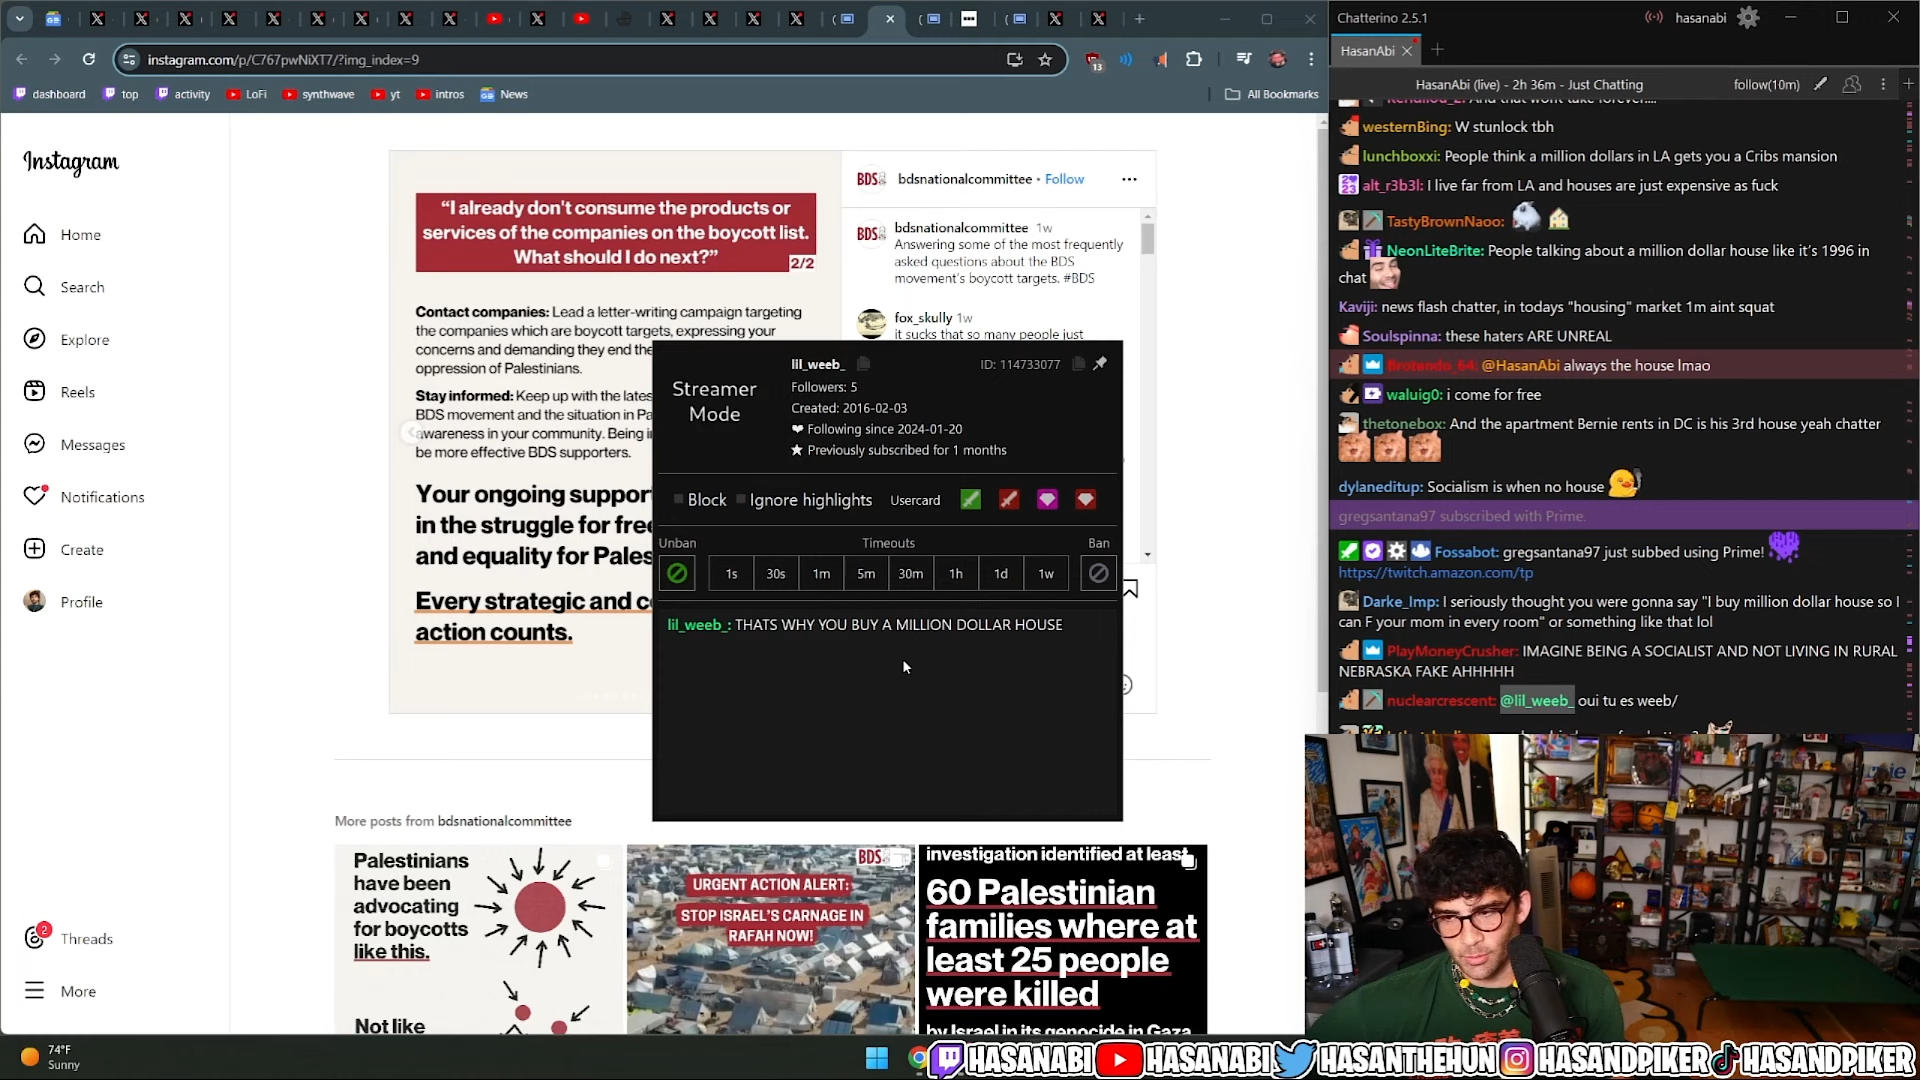 instagram.com/p/C767pwNiXT7/?img_index=9
13
dashboard top activity LoFi synthwave yt intros News
All Bookmarks
Instagram
Home
Search
Explore
Reels
Messages
Notifications
Create
Profile
2
Threads
More
"I already don't consume the products or
services of the companies on the boycott list.
What should I do next?"
2/2
Contact companies: Lead a letter-writing campaign targeting
the companies which are boycott targets, expressing your
concerns and demanding they end the
oppression of Palestinians.
Stay informed: Keep up with the lates
BDS movement and the situation in Pa
awareness in your community. Being i
be more effective BDS supporters.
Your ongoing suppor
in the struggle for free
and equality for Pales
Every strategic and c
action counts.
BDS bdsnationalcommittee • Follow
BDS bdsnationalcommittee 1w
Answering some of the most frequently
asked questions about the BDS
movement's boycott targets. #BDS
fox_skully 1w
it sucks that so many people just
Streamer
Mode
lil_weeb_ ID: 114733077
Followers: 5
Created: 2016-02-03
Following since 2024-01-20
Previously subscribed for 1 months
Block Ignore highlights Usercard
Unban Timeouts Ban
1s 30s 1m 5m 30m 1h 1d 1w
lil_weeb_: THATS WHY YOU BUY A MILLION DOLLAR HOUSE
More posts from bdsnationalcommittee
Palestinians
have been
advocating
for boycotts
like this.
Not like
BDS
URGENT ACTION ALERT:
STOP ISRAEL'S CARNAGE IN
RAFAH NOW!
investigation identified at least
60 Palestinian
families where at
least 25 people
were killed
by Israel in its genocide in Gaza
Chatterino 2.5.1
hasanabi
HasanAbi
HasanAbi (live) - 2h 36m - Just Chatting
follow(10m)
westernBing: W stunlock tbh
lunchboxxi: People think a million dollars in LA gets you a Cribs mansion
alt_r3b3l: I live far from LA and houses are just expensive as fuck
TastyBrownNaoo:
NeonLiteBrite: People talking about a million dollar house like it's 1996 in
chat
Kaviji: news flash chatter, in todays "housing" market 1m aint squat
Soulspinna: these haters ARE UNREAL
@HasanAbi always the house lmao
waluig0: i come for free
thetonebox: And the apartment Bernie rents in DC is his 3rd house yeah chatter
dylaneditup: Socialism is when no house
gregsantana97 subscribed with Prime.
Fossabot: gregsantana97 just subbed using Prime!
https://twitch.amazon.com/tp
Darke_Imp: I seriously thought you were gonna say "I buy million dollar house so I
can F your mom in every room" or something like that lol
PlayMoneyCrusher: IMAGINE BEING A SOCIALIST AND NOT LIVING IN RURAL
NEBRASKA FAKE AHHHHH
nuclearcrescent: @lil_weeb_ oui tu es weeb/
74°F
Sunny
HASANABI HASANABI HASANTHEHUN HASANDPIKER HASANDPIKER